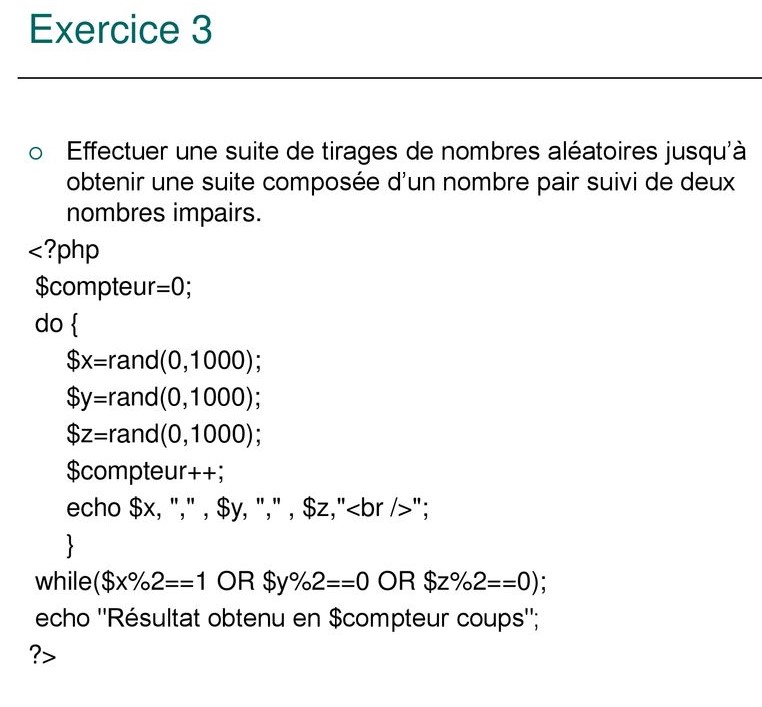 Exercice 3
Effectuer une suite de tirages de nombres aléatoires jusqu'à
obtenir une suite composée d'un nombre pair suivi de deux
nombres impairs.
<?php
$compteur=0;
do {
$x=rand(0,1000);
$y=rand(0,1000);
$z=rand(0,1000);
$compteur++;
echo $x, "," , $y, "," , $z,"<br />";
}
while($x%2==1 OR $y%2==0 OR $z%2==0);
echo "Résultat obtenu en $compteur coups";
?>